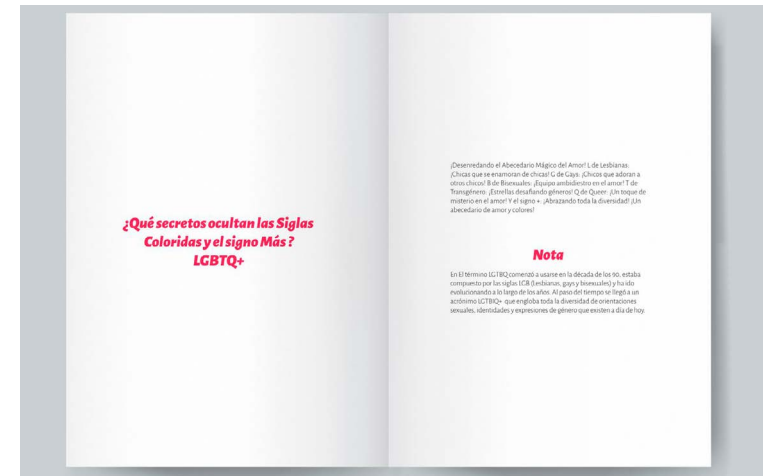 ¿Qué secretos ocultan las Siglas
Coloridas y el signo Más ?
LGBTQ+
¡Desenredando el Abecedario Mágico del Amor! L de Lesbianas:
¡Chicas que se enamoran de chicas! G de Gays: ¡Chicos que adoran a
otros chicos! B de Bisexuales: ¡Equipo ambidiestro en el amor! T de
Transgénero: ¡Estrellas desafiando géneros! Q de Queer: ¡Un toque de
misterio en el amor! Y el signo +: ¡Abrazando toda la diversidad! ¡Un
abecedario de amor y colores!
Nota
En El término LGTBQ comenzó a usarse en la década de los 90, estaba
compuesto por las siglas LGB (Lesbianas, gays y bisexuales) y ha ido
evolucionando a lo largo de los años. Al paso del tiempo se llegó a un
acrónimo LGTBIQ+ que engloba toda la diversidad de orientaciones
sexuales, identidades y expresiones de género que existen a día de hoy.